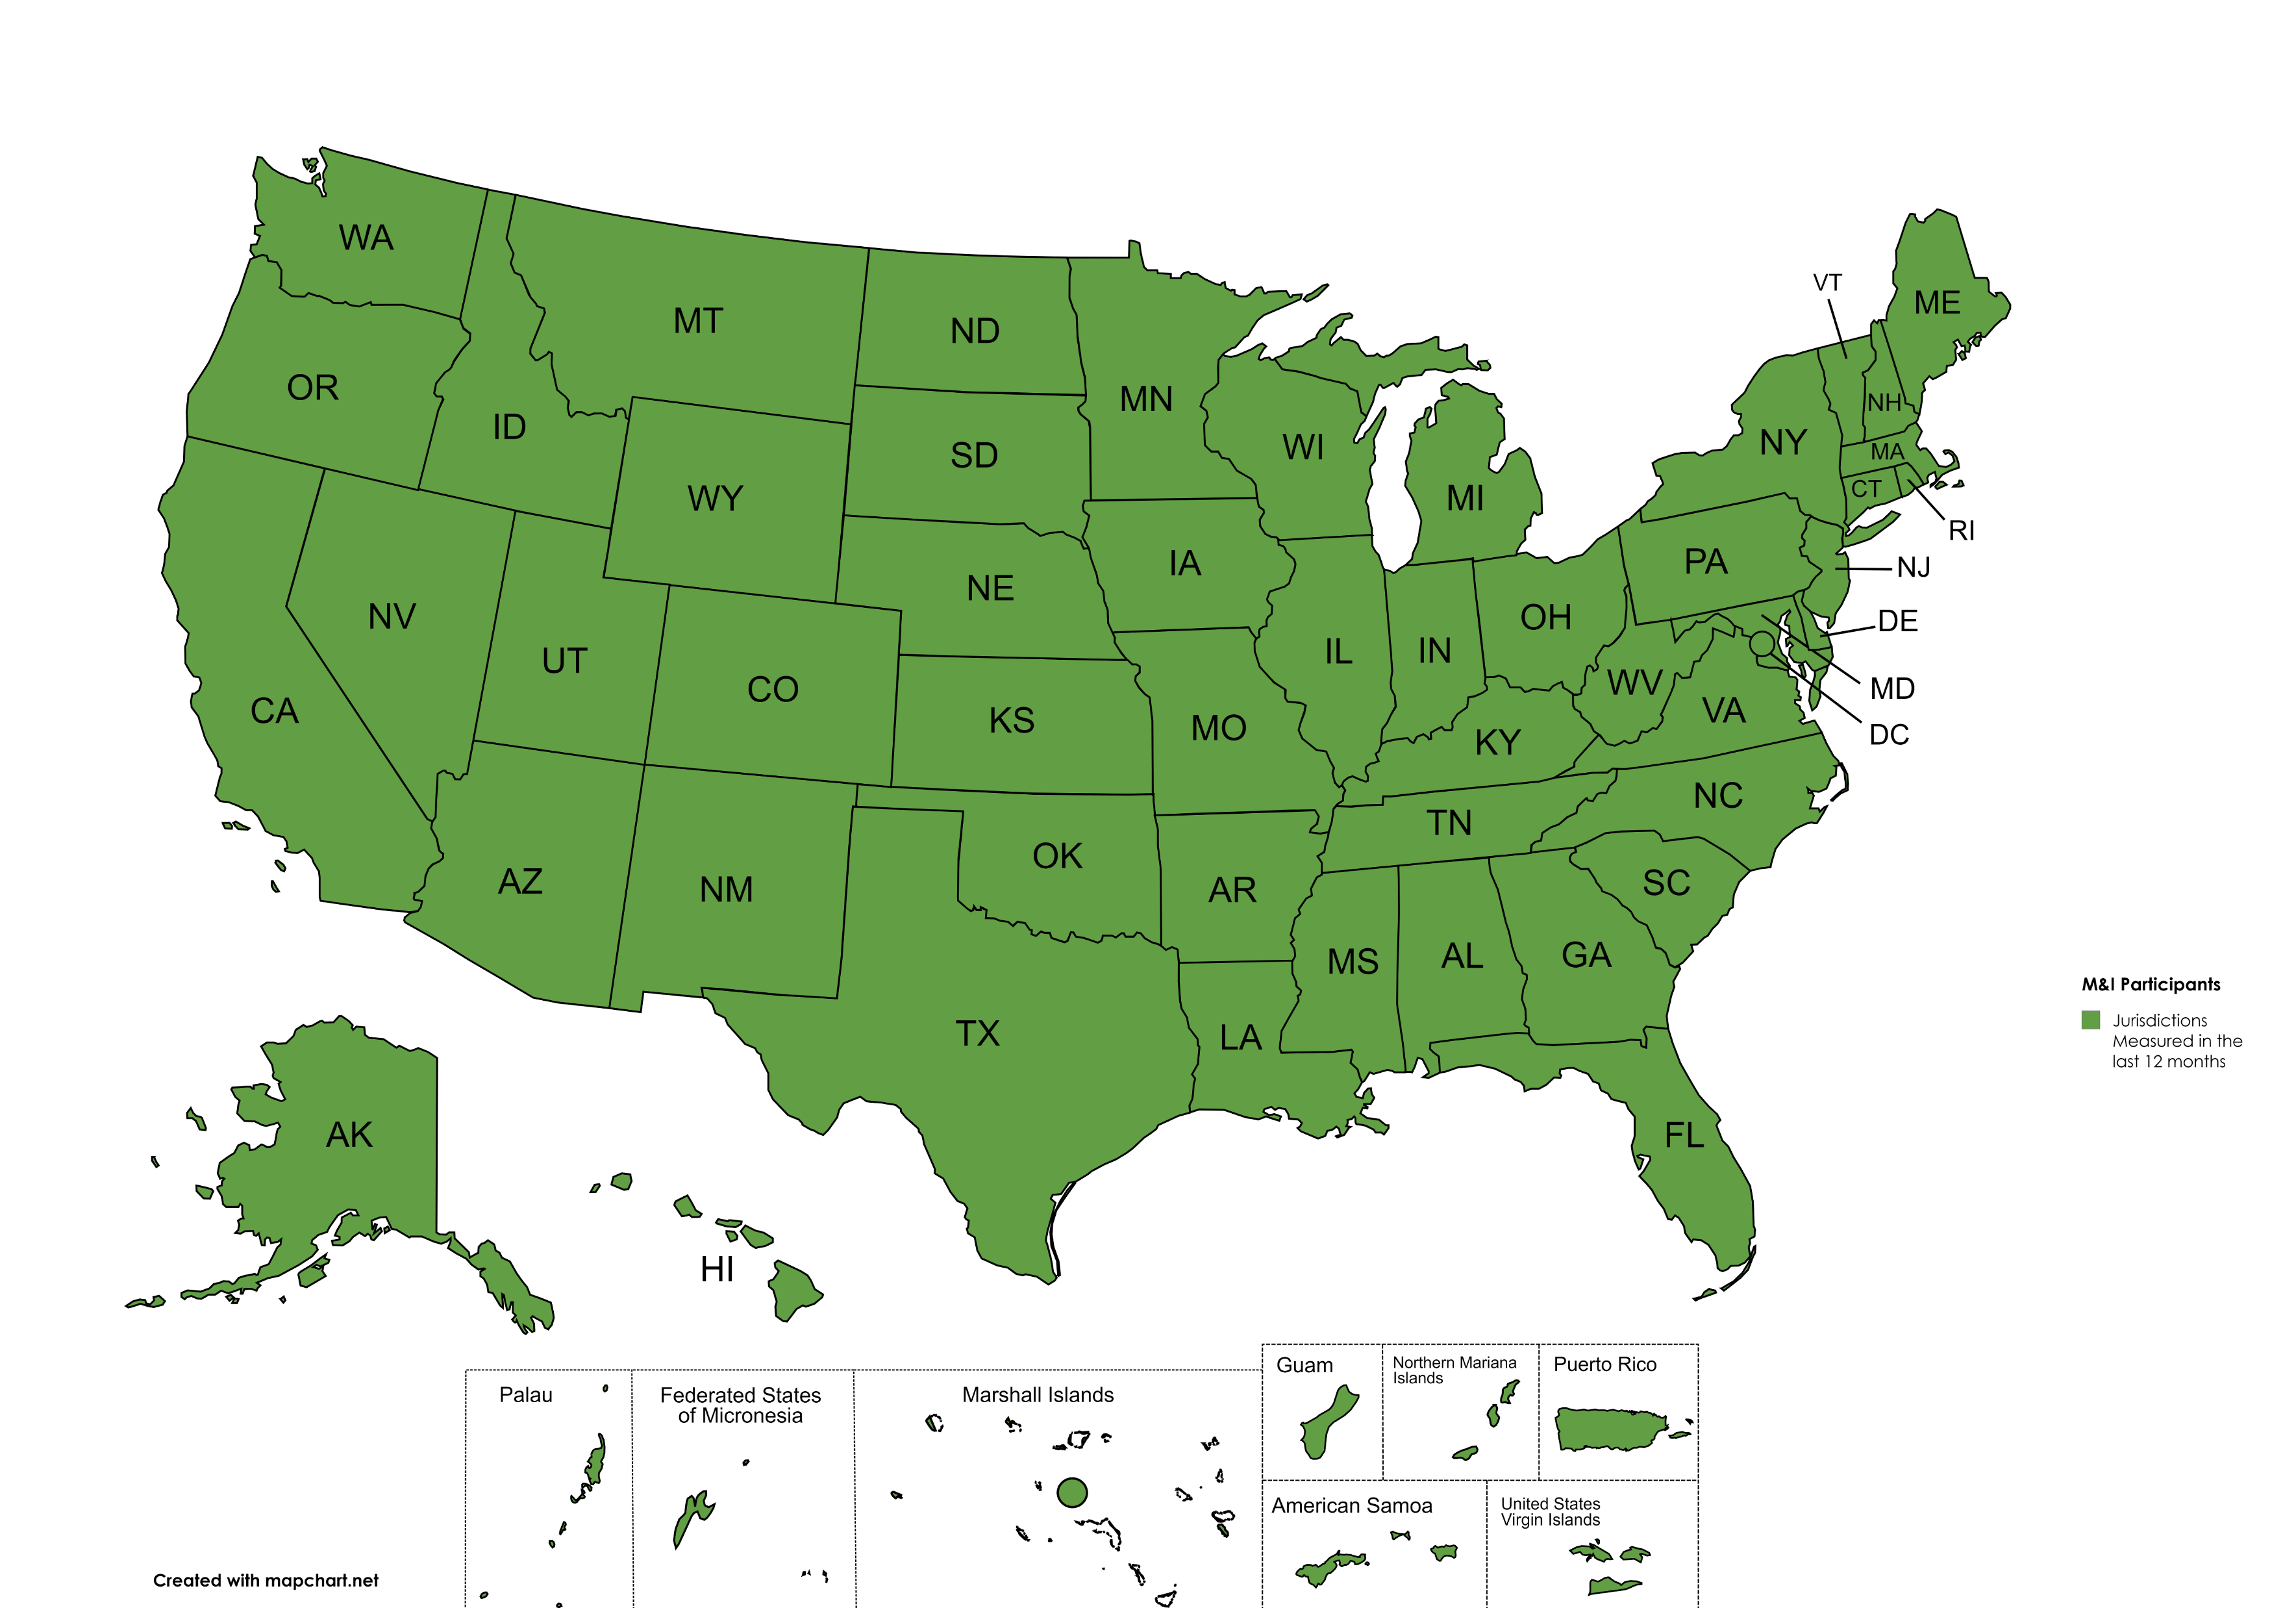 WA
MT
ND
MN
VT
ME
OR
ID
SD
WI
NH
NY
MA
WY
MI
CT
RI
IA
PA
NJ
NE
NV
OH
DE
UT
IL
IN
CO
WV
MD
CA
KS
MO
VA
DC
KY
NC
TN
OK
AZ
NM
AR
SC
MS
AL
GA
TX
LA
M&I Participants
Jurisdictions
Measured in the
last 12 months
AK
FL
HI
Guam
Northern Mariana
Islands
Puerto Rico
Palau
Federated States
of Micronesia
Marshall Islands
American Samoa
United States
Virgin Islands
Created with mapchart.net